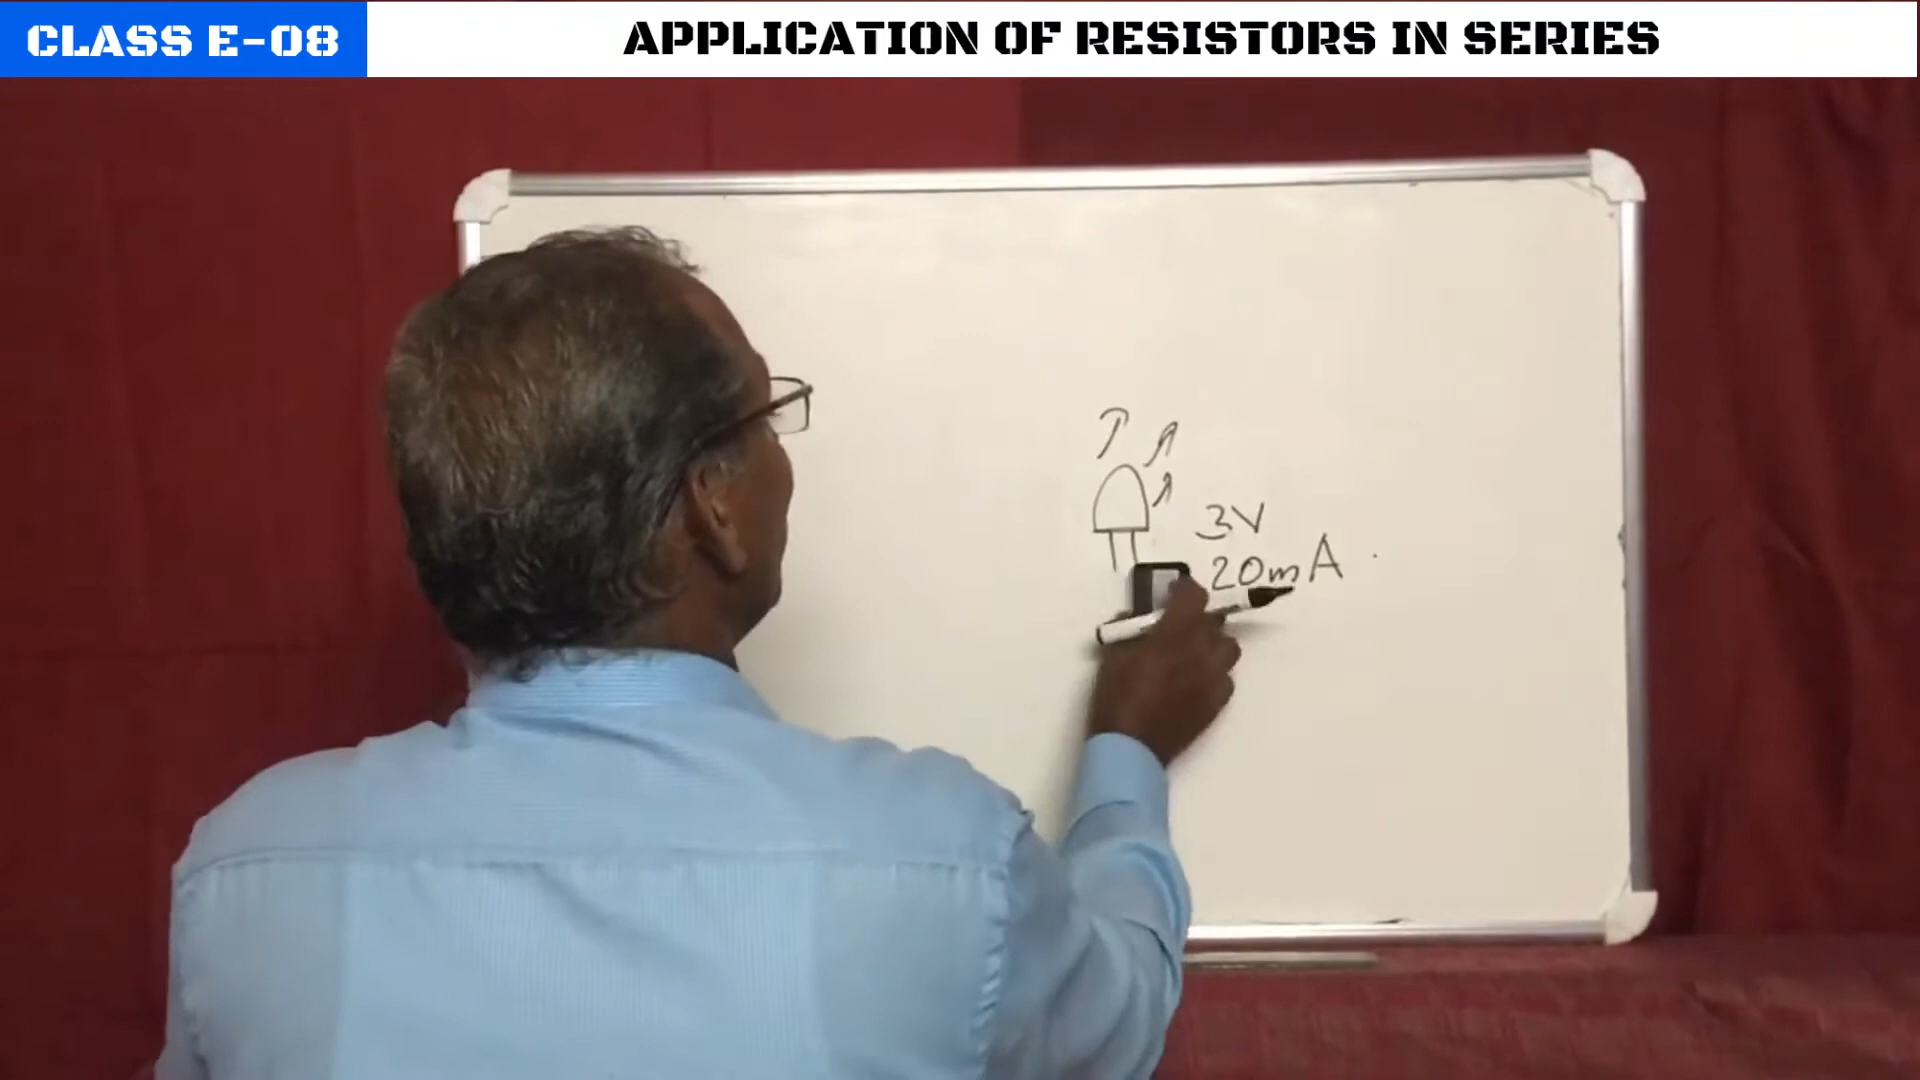 CLASS E-08
APPLICATION OF RESISTORS IN SERIES
3V
20mA